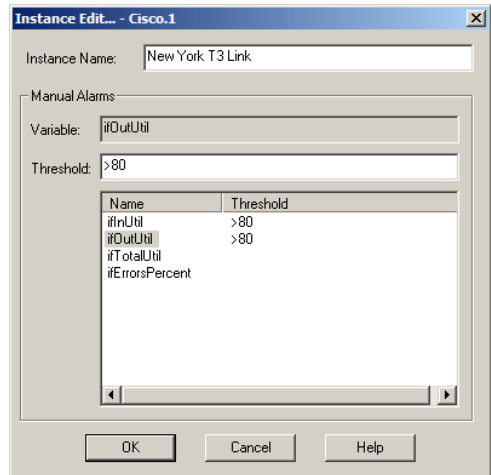 Instance Edit... - Cisco.1
Instance Name: New York T3 Link
Manual Alarms
Variable: ifOutUtil
Threshold: >80
Name Threshold
ifInUtil >80
ifOutUtil >80
ifTotalUtil
ifErrorsPercent
OK Cancel Help